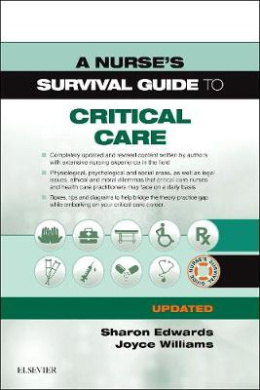 A NURSE'S
SURVIVAL GUIDE TO
CRITICAL
CARE
Completely updated and revised content written by authors
with extensive nursing experience in the field
Physiological, psychological and social areas, as well as legal
issues, ethical and moral dilemmas that critical care nurses
and health care practitioners may face on a daily basis
Boxes, tips and diagrams to help bridge the theory practice gap
while embarking on your critical care career.
Rx
NURSE'S SURVIVAL
UPDATED
Sharon Edwards
Joyce Williams
ELSEVIER